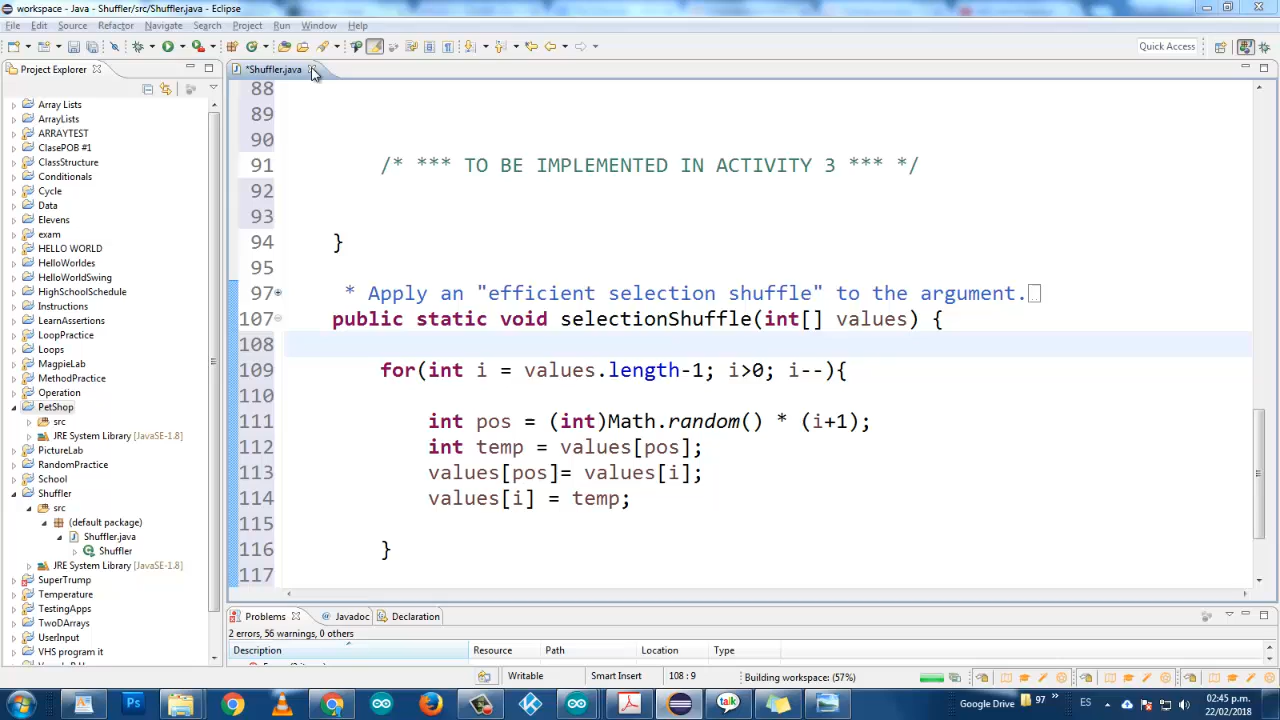 workspace - Java - Shuffler/src/Shuffler.java - Eclipse
File Edit Source Refactor Navigate Search Project Run Window Help
Quick Access
Project Explorer
*Shuffler.java
Array Lists
ArrayLists
ARRAYTEST
ClasePOB #1
ClassStructure
Conditionals
Cycle
Data
Elevens
exam
HELLO WORLD
HelloWorldes
HelloWorldSwing
HighSchoolSchedule
Instructions
LearnAssertions
LoopPractice
Loops
MagpieLab
MethodPractice
Operation
PetShop
src
JRE System Library [JavaSE-1.8]
PictureLab
RandomPractice
School
Shuffler
src
(default package)
Shuffler.java
Shuffler
JRE System Library [JavaSE-1.8]
SuperTrump
Temperature
TestingApps
TwoDArrays
UserInput
VHS program it
88
89
90
91 /* *** TO BE IMPLEMENTED IN ACTIVITY 3 *** */
92
93
94 }
95
97 * Apply an "efficient selection shuffle" to the argument.
107 public static void selectionShuffle(int[] values) {
108
109 for(int i = values.length-1; i>0; i--){
110
111 int pos = (int)Math.random() * (i+1);
112 int temp = values[pos];
113 values[pos]= values[i];
114 values[i] = temp;
115
116 }
117
Problems Javadoc Declaration
2 errors, 56 warnings, 0 others
Description Resource Path Location Type
Writable Smart Insert 108 : 9 Building workspace: (57%)
talk
Google Drive 97 » ES 02:45 p.m.
22/02/2018